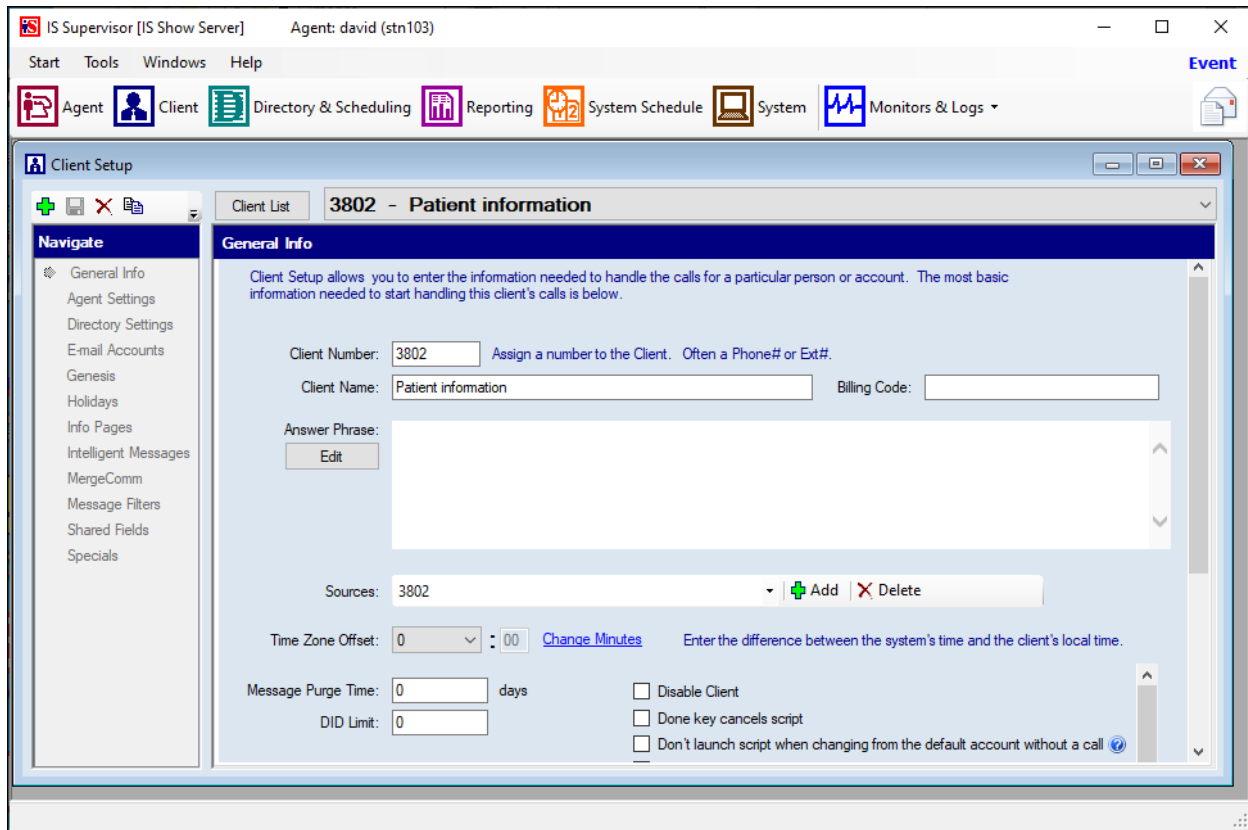 IS Supervisor [IS Show Server] Agent: david (stn103)
Start Tools Windows Help Event
Agent Client Directory & Scheduling Reporting System Schedule System Monitors & Logs
Client Setup
Client List 3802 - Patient information
Navigate
General Info
Agent Settings
Directory Settings
E-mail Accounts
Genesis
Holidays
Info Pages
Intelligent Messages
MergeComm
Message Filters
Shared Fields
Specials
General Info
Client Setup allows you to enter the information needed to handle the calls for a particular person or account. The most basic
information needed to start handling this client's calls is below.
Client Number: 3802 Assign a number to the Client. Often a Phone# or Ext#.
Client Name: Patient information Billing Code:
Answer Phrase:
Edit
Sources: 3802 Add Delete
Time Zone Offset: 0 : 00 Change Minutes Enter the difference between the system's time and the client's local time.
Message Purge Time: 0 days Disable Client
DID Limit: 0 Done key cancels script
Don't launch script when changing from the default account without a call